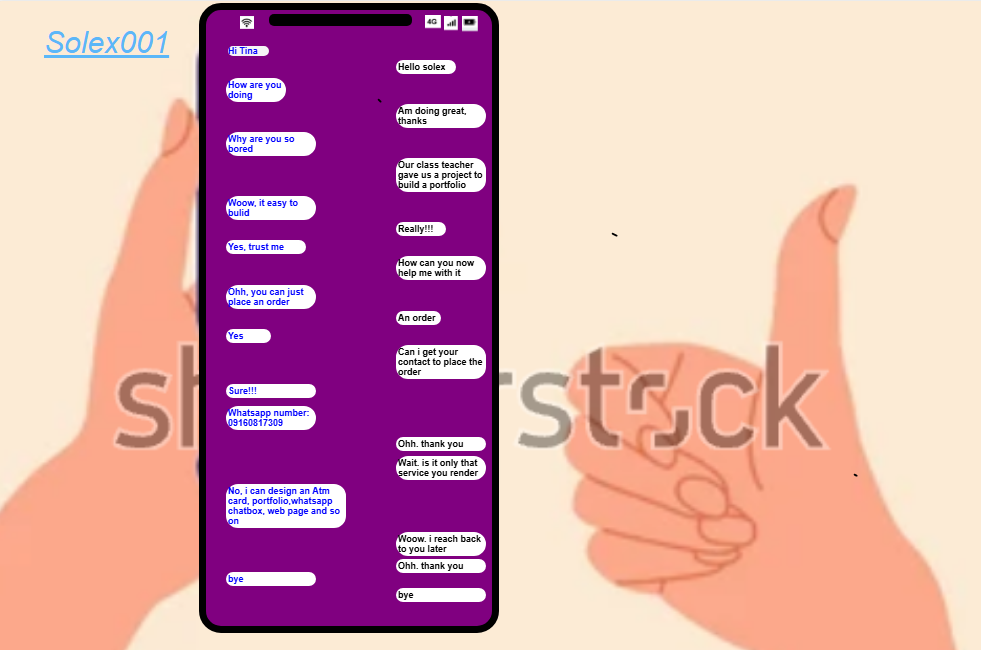 Solex001
4G
Hi Tina
Hello solex
How are you
doing
Am doing great,
thanks
Why are you so
bored
Our class teacher
gave us a project to
build a portfolio
Woow, it easy to
bulid
Really!!!
Yes, trust me
How can you now
help me with it
Ohh, you can just
place an order
An order
Yes
Can i get your
contact to place the
order
Sure!!!
Whatsapp number:
09160817309
Ohh. thank you
Wait. is it only that
service you render
No, i can design an Atm
card, portfolio,whatsapp
chatbox, web page and so
on
Woow. i reach back
to you later
Ohh. thank you
bye
bye
sh rstock